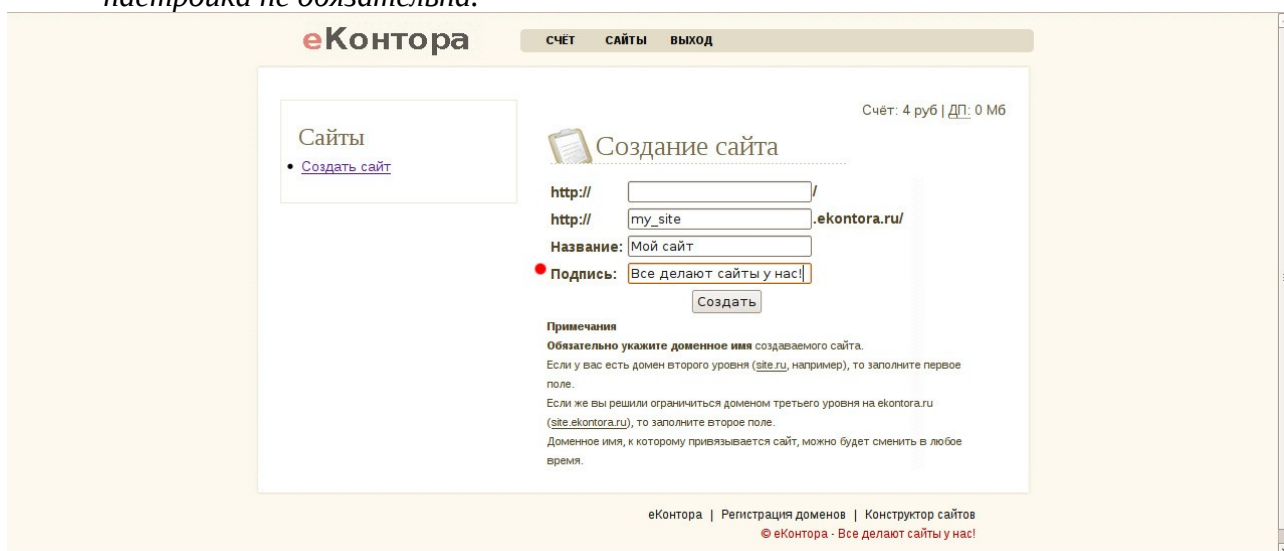 настройка не обязательна.
еКонтора
СЧЁТ САЙТЫ ВЫХОД
Счёт: 4 руб | ДП: 0 Мб
Сайты
• Создать сайт
Создание сайта
http:// /
http:// my_site .ekontora.ru/
Название: Мой сайт
Подпись: Все делают сайты у нас!
Создать
Примечания
Обязательно укажите доменное имя создаваемого сайта.
Если у вас есть домен второго уровня (site.ru, например), то заполните первое
поле.
Если же вы решили ограничиться доменом третьего уровня на ekontora.ru
(site.ekontora.ru), то заполните второе поле.
Доменное имя, к которому привязывается сайт, можно будет сменить в любое
время.
еКонтора | Регистрация доменов | Конструктор сайтов
© еКонтора - Все делают сайты у нас!